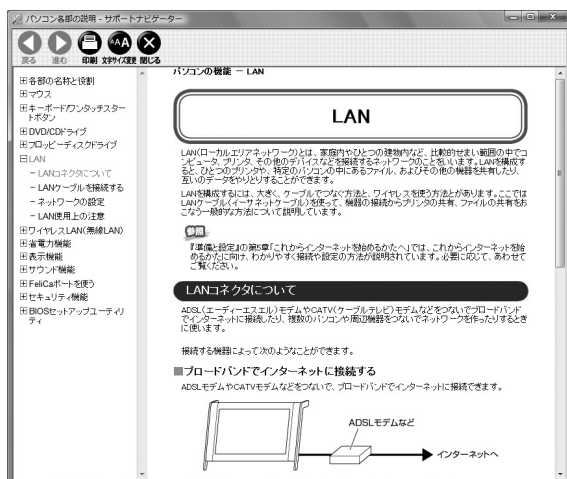 パソコン各部の説明 - サポートナビゲーター
戻る 進む 印刷 文字サイズ変更 閉じる
各部の名称と役割
マウス
キーボード/ワンタッチスター
トボタン
DVD/CDドライブ
フロッピーディスクドライブ
LAN
- LANコネクタについて
- LANケーブルを接続する
- ネットワークの設定
- LAN使用上の注意
ワイヤレスLAN(無線LAN)
省電力機能
表示機能
サウンド機能
FeliCaポートを使う
セキュリティ機能
BIOSセットアップユーティリ
ティ
パソコンの機能 - LAN
LAN
LAN(ローカルエリアネットワーク)とは、家庭内やひとつの建物内など、比較的せまい範囲の中でコ
ンピュータ、プリンタ、その他のデバイスなどを接続するネットワークのことをいいます。LANを構成す
ると、ひとつのプリンタや、特定のパソコンの中にあるファイル、およびその他の機器を共有したり、
互いのデータをやりとりすることができます。
LANを構成するには、大きく、ケーブルでつなぐ方法と、ワイヤレスを使う方法とがあります。ここでは
LANケーブル(イーサネットケーブル)を使って、機器の接続からプリンタの共有、ファイルの共有をお
こなう一般的な方法について説明しています。
『準備と設定』の第5章「これからインターネットを始めるかたへ」では、これからインターネットを始
めるかたに向け、わかりやすく接続や設定の方法が説明されています。必要に応じて、あわせて
ご覧ください。
LANコネクタについて
ADSL(エーディーエスエル)モデムやCATV(ケーブルテレビ)モデムなどをつないでブロードバンド
でインターネットに接続したり、複数のパソコンや周辺機器をつないでネットワークを作ったりするとき
に使います。
接続する機器によって次のようなことができます。
■ブロードバンドでインターネットに接続する
ADSLモデムやCATVモデムなどをつないで、ブロードバンドでインターネットに接続できます。
ADSLモデムなど
インターネットへ